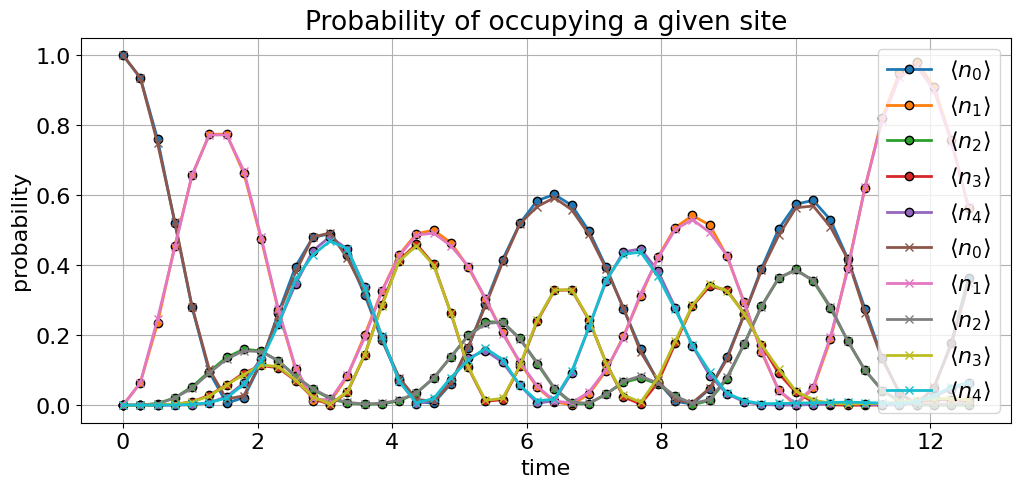 Probability of occupying a given site
probability
1.0
0.8
0.6
0.4
0.2
0.0
0 2 4 6 8 10 12
time
⟨n₀⟩
⟨n₁⟩
⟨n₂⟩
⟨n₃⟩
⟨n₄⟩
⟨n₀⟩
⟨n₁⟩
⟨n₂⟩
⟨n₃⟩
⟨n₄⟩